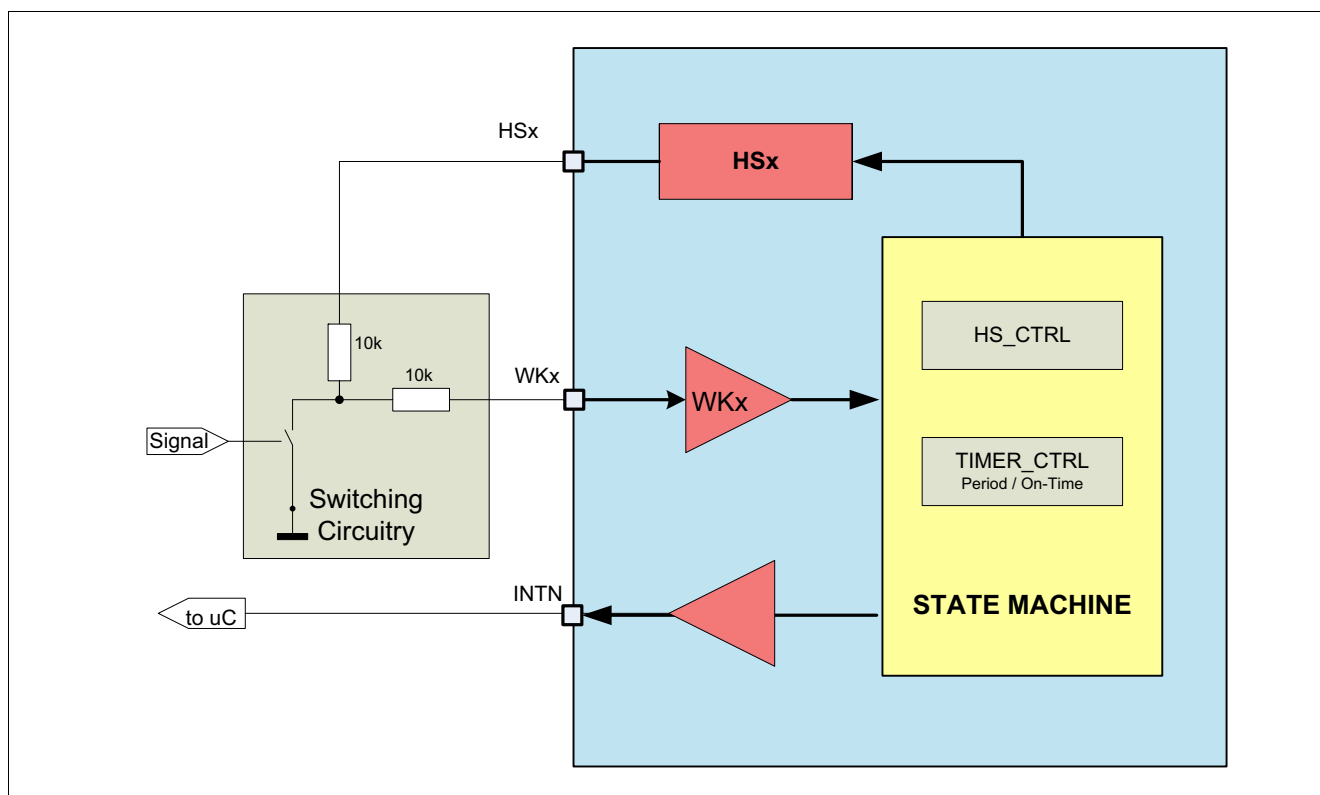 HSx
HSx
HS_CTRL
10k
10k
WKx
WKx
Signal
TIMER_CTRL
Period / On-Time
Switching
Circuitry
INTN
STATE MACHINE
to uC